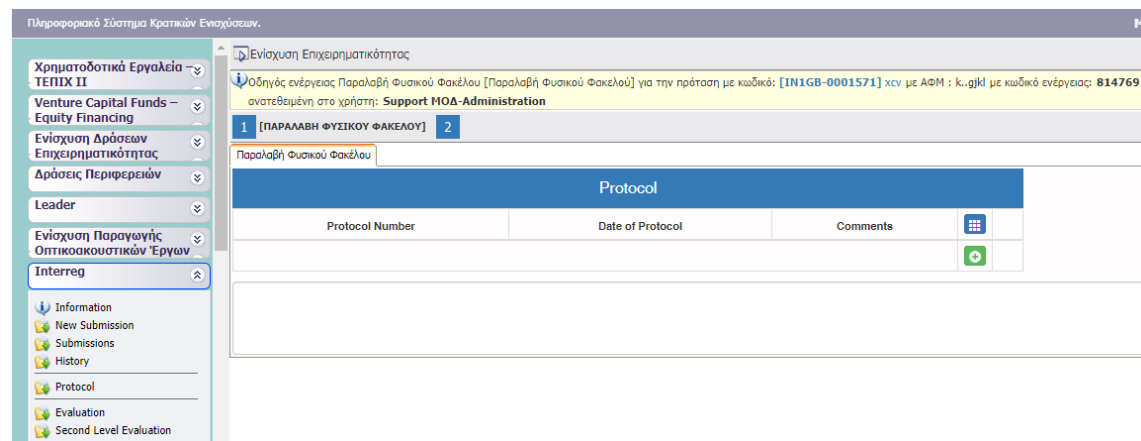 Πληροφοριακό Σύστημα Κρατικών Ενισχύσεων.
Χρηματοδοτικά Εργαλεία –
ΤΕΠΙΧ ΙΙ
Venture Capital Funds –
Equity Financing
Ενίσχυση Δράσεων
Επιχειρηματικότητας
Δράσεις Περιφερειών
Leader
Ενίσχυση Παραγωγής
Οπτικοακουστικών Έργων
Interreg
Information
New Submission
Submissions
History
Protocol
Evaluation
Second Level Evaluation
Ενίσχυση Επιχειρηματικότητας
Οδηγός ενέργειας Παραλαβή Φυσικού Φακέλου [Παραλαβή Φυσικού Φακελού] για την πρόταση με κωδικό: [IN1GB-0001571] xcv με ΑΦΜ : k..gjkl με κωδικό ενέργειας: 814769
ανατεθειμένη στο χρήστη: Support ΜΟΔ-Administration
1 [ΠΑΡΑΛΑΒΗ ΦΥΣΙΚΟΥ ΦΑΚΕΛΟΥ] 2
Παραλαβή Φυσικού Φακέλου
Protocol
Protocol Number Date of Protocol Comments